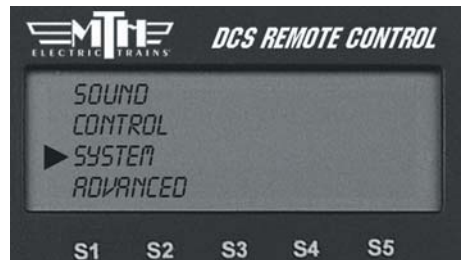 MTH
ELECTRIC TRAINS
DCS REMOTE CONTROL
SOUND
CONTROL
SYSTEM
ADVANCED
S1 S2 S3 S4 S5